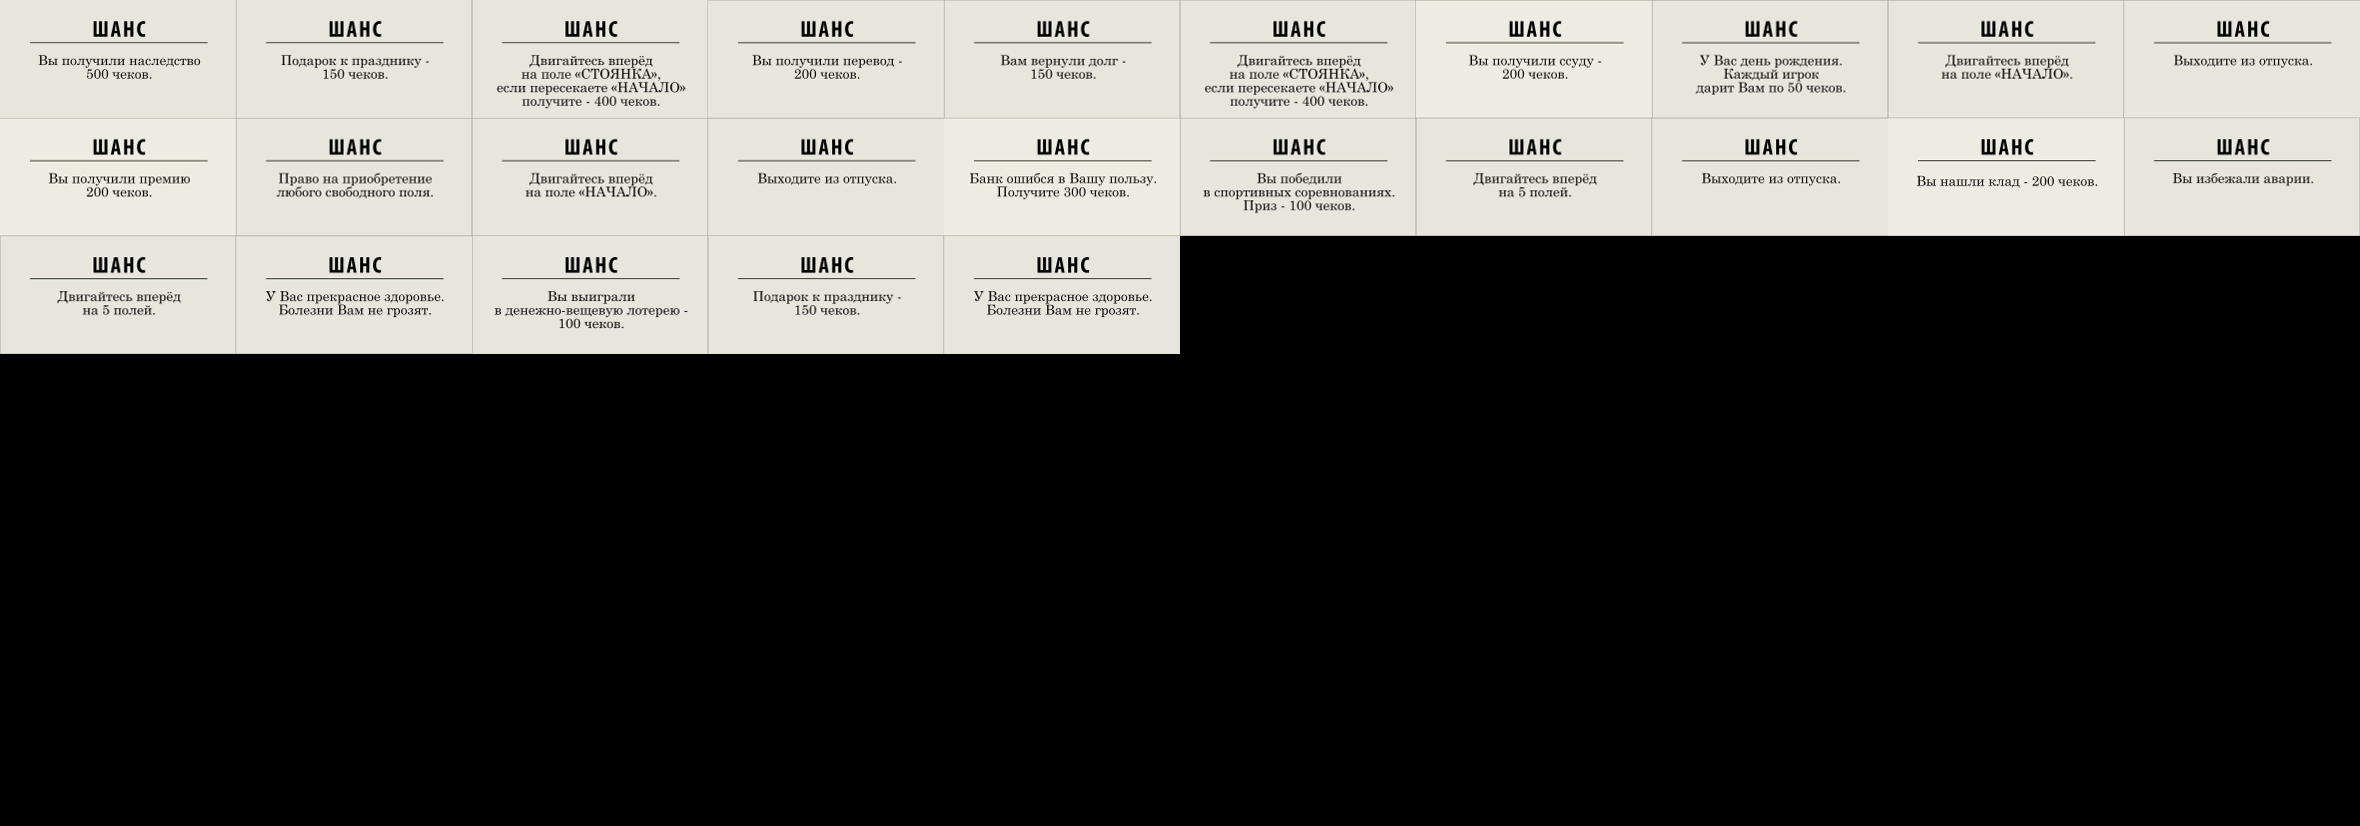 ШАНС
Вы получили наследство
500 чеков.
ШАНС
Подарок к празднику -
150 чеков.
ШАНС
Двигайтесь вперёд
на поле «СТОЯНКА»,
если пересекаете «НАЧАЛО»
получите - 400 чеков.
ШАНС
Вы получили перевод -
200 чеков.
ШАНС
Вам вернули долг -
150 чеков.
ШАНС
Двигайтесь вперёд
на поле «СТОЯНКА»,
если пересекаете «НАЧАЛО»
получите - 400 чеков.
ШАНС
Вы получили ссуду -
200 чеков.
ШАНС
У Вас день рождения.
Каждый игрок
дарит Вам по 50 чеков.
ШАНС
Двигайтесь вперёд
на поле «НАЧАЛО».
ШАНС
Выходите из отпуска.
ШАНС
Вы получили премию
200 чеков.
ШАНС
Право на приобретение
любого свободного поля.
ШАНС
Двигайтесь вперёд
на поле «НАЧАЛО».
ШАНС
Выходите из отпуска.
ШАНС
Банк ошибся в Вашу пользу.
Получите 300 чеков.
ШАНС
Вы победили
в спортивных соревнованиях.
Приз - 100 чеков.
ШАНС
Двигайтесь вперёд
на 5 полей.
ШАНС
Выходите из отпуска.
ШАНС
Вы нашли клад - 200 чеков.
ШАНС
Вы избежали аварии.
ШАНС
Двигайтесь вперёд
на 5 полей.
ШАНС
У Вас прекрасное здоровье.
Болезни Вам не грозят.
ШАНС
Вы выиграли
в денежно-вещевую лотерею -
100 чеков.
ШАНС
Подарок к празднику -
150 чеков.
ШАНС
У Вас прекрасное здоровье.
Болезни Вам не грозят.